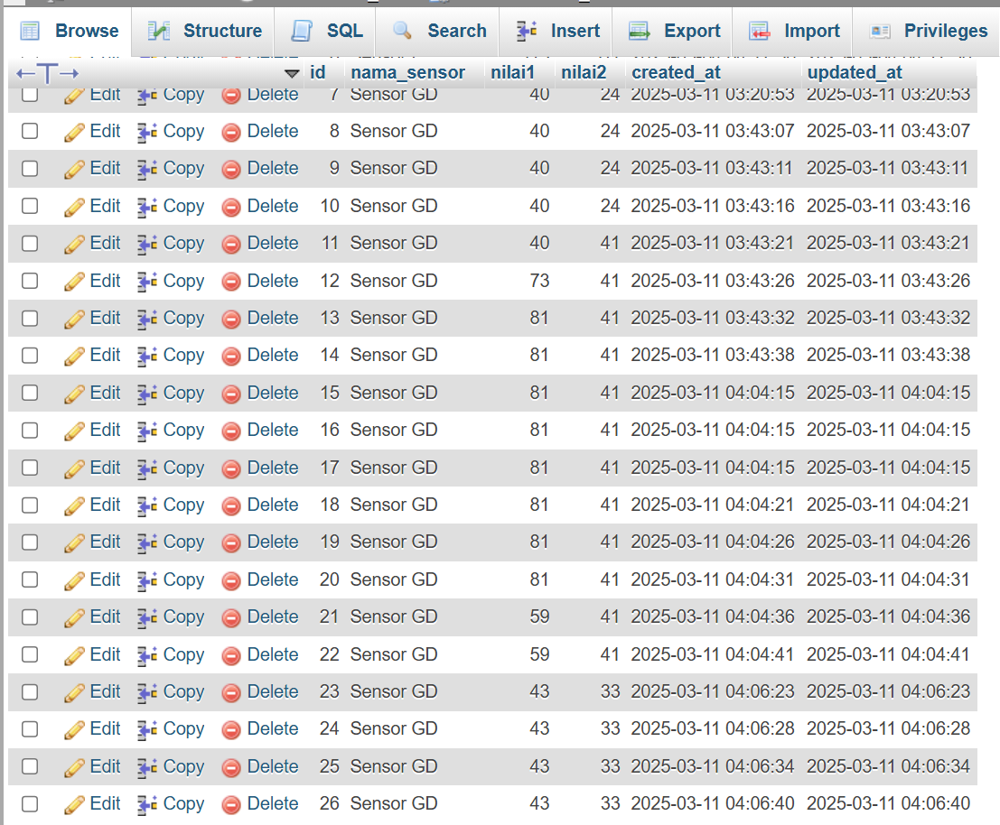 Browse Structure SQL Search Insert Export Import Privileges
id nama_sensor nilai1 nilai2 created_at updated_at
Edit Copy Delete 7 Sensor GD 40 24 2025-03-11 03:20:53 2025-03-11 03:20:53
Edit Copy Delete 8 Sensor GD 40 24 2025-03-11 03:43:07 2025-03-11 03:43:07
Edit Copy Delete 9 Sensor GD 40 24 2025-03-11 03:43:11 2025-03-11 03:43:11
Edit Copy Delete 10 Sensor GD 40 24 2025-03-11 03:43:16 2025-03-11 03:43:16
Edit Copy Delete 11 Sensor GD 40 41 2025-03-11 03:43:21 2025-03-11 03:43:21
Edit Copy Delete 12 Sensor GD 73 41 2025-03-11 03:43:26 2025-03-11 03:43:26
Edit Copy Delete 13 Sensor GD 81 41 2025-03-11 03:43:32 2025-03-11 03:43:32
Edit Copy Delete 14 Sensor GD 81 41 2025-03-11 03:43:38 2025-03-11 03:43:38
Edit Copy Delete 15 Sensor GD 81 41 2025-03-11 04:04:15 2025-03-11 04:04:15
Edit Copy Delete 16 Sensor GD 81 41 2025-03-11 04:04:15 2025-03-11 04:04:15
Edit Copy Delete 17 Sensor GD 81 41 2025-03-11 04:04:15 2025-03-11 04:04:15
Edit Copy Delete 18 Sensor GD 81 41 2025-03-11 04:04:21 2025-03-11 04:04:21
Edit Copy Delete 19 Sensor GD 81 41 2025-03-11 04:04:26 2025-03-11 04:04:26
Edit Copy Delete 20 Sensor GD 81 41 2025-03-11 04:04:31 2025-03-11 04:04:31
Edit Copy Delete 21 Sensor GD 59 41 2025-03-11 04:04:36 2025-03-11 04:04:36
Edit Copy Delete 22 Sensor GD 59 41 2025-03-11 04:04:41 2025-03-11 04:04:41
Edit Copy Delete 23 Sensor GD 43 33 2025-03-11 04:06:23 2025-03-11 04:06:23
Edit Copy Delete 24 Sensor GD 43 33 2025-03-11 04:06:28 2025-03-11 04:06:28
Edit Copy Delete 25 Sensor GD 43 33 2025-03-11 04:06:34 2025-03-11 04:06:34
Edit Copy Delete 26 Sensor GD 43 33 2025-03-11 04:06:40 2025-03-11 04:06:40